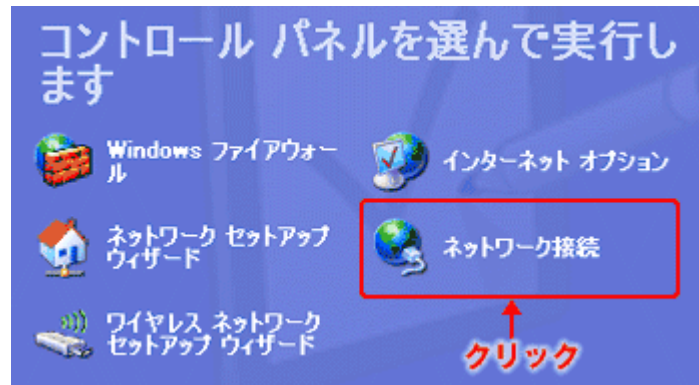 コントロール パネルを選んで実行し
ます
Windows ファイアウォー
ル
インターネット オプション
ネットワーク セットアップ
ウィザード
ネットワーク接続
ワイヤレス ネットワーク
セットアップ ウィザード
クリック